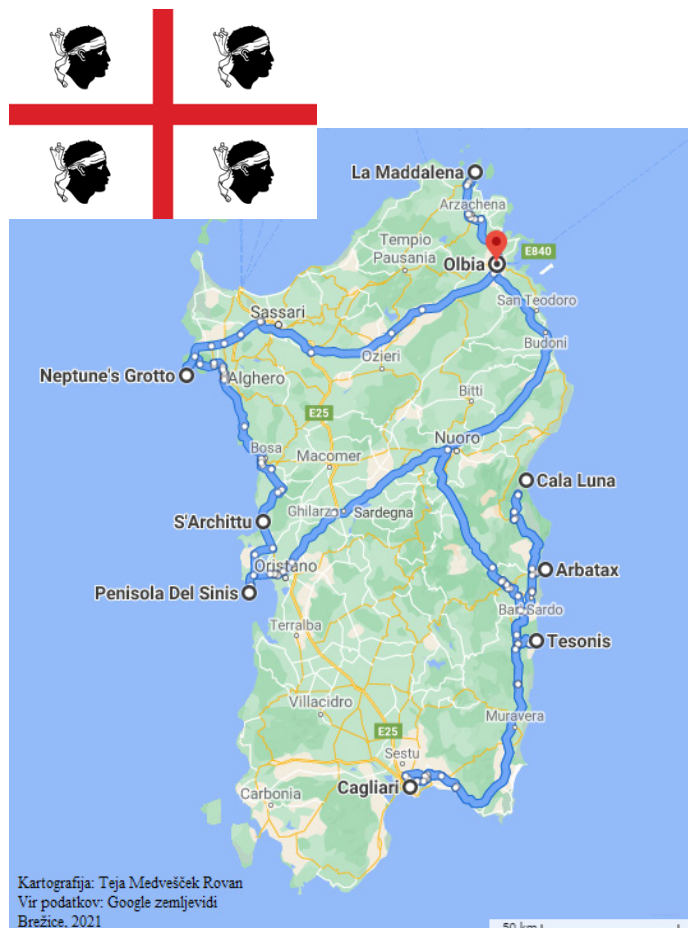 La Maddalena
Arzachena
Tempio
Pausania
E840
Olbia
San Teodoro
Sassari
Budoni
Ozieri
Neptune's Grotto
Alghero
Bitti
E25
Nuoro
Bosa
Macomer
Cala Luna
S'Archittu
Ghilarza
Sardegna
Oristano
Arbatax
Penisola Del Sinis
Bari Sardo
Terralba
Tesonis
Villacidro
Muravera
E25
Sestu
Cagliari
Carbonia
Kartografija: Teja Medvešček Rovan
Vir podatkov: Google zemljevidi
Brežice, 2021
50 km